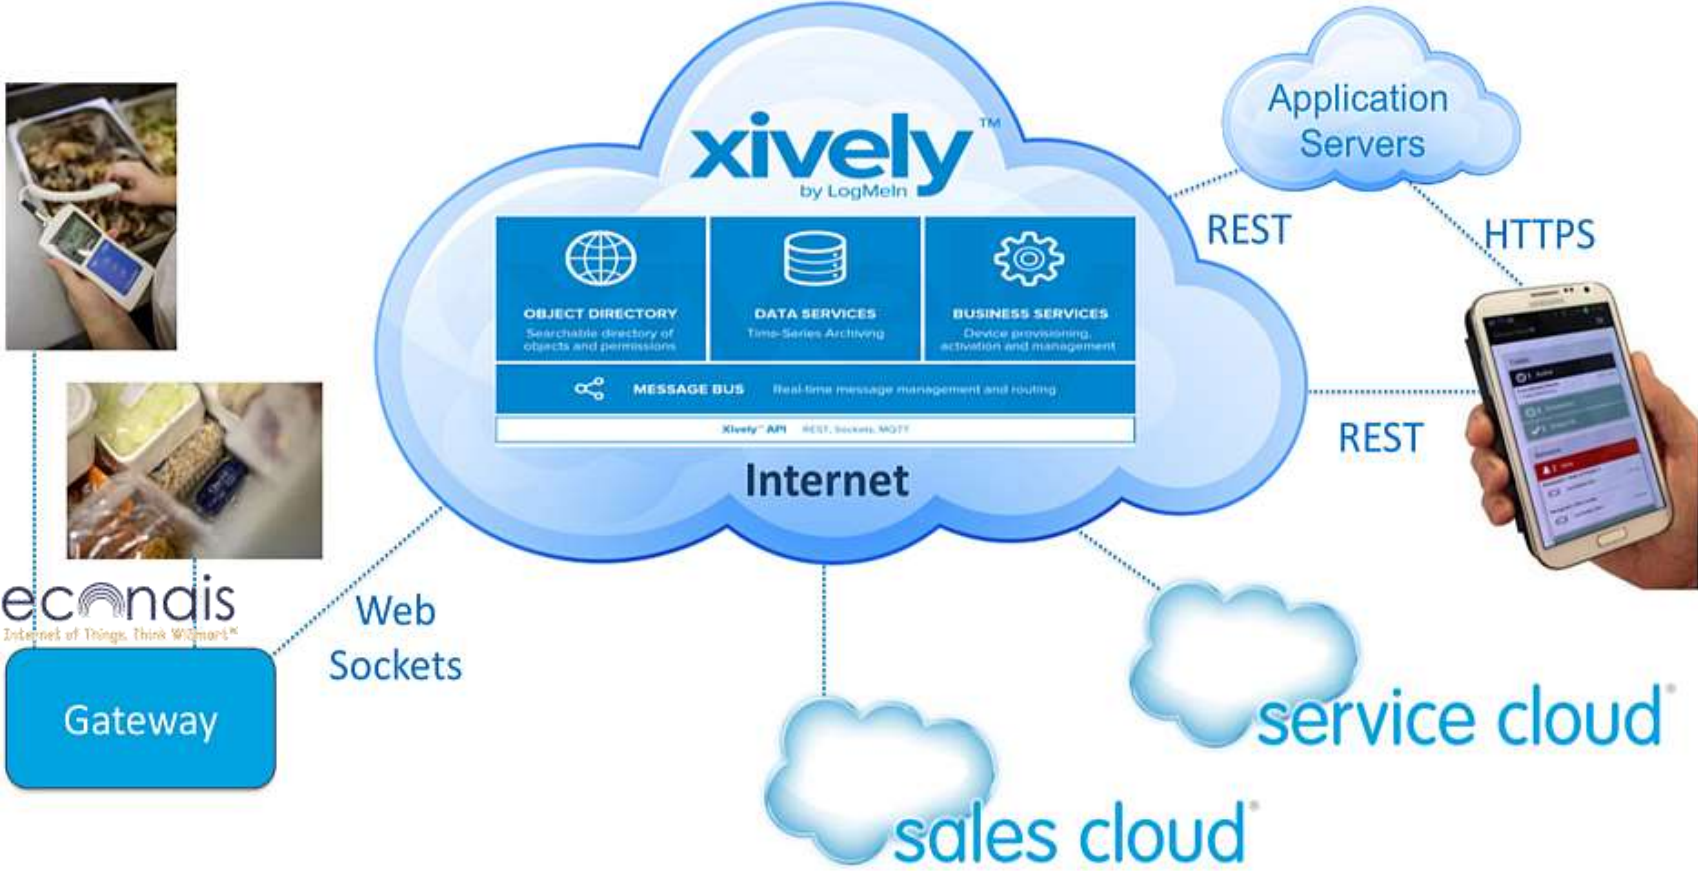 xively™
by LogMeIn
Application
Servers
REST
HTTPS
OBJECT DIRECTORY
Searchable directory of
objects and permissions
DATA SERVICES
Time-Series Archiving
BUSINESS SERVICES
Device provisioning,
activation and management
MESSAGE BUS Real-time message management and routing
Xively™ API REST, Sockets, MQTT
Internet
REST
econais
Internet of Things. Think WiSmart
Gateway
Web
Sockets
service cloud
sales cloud